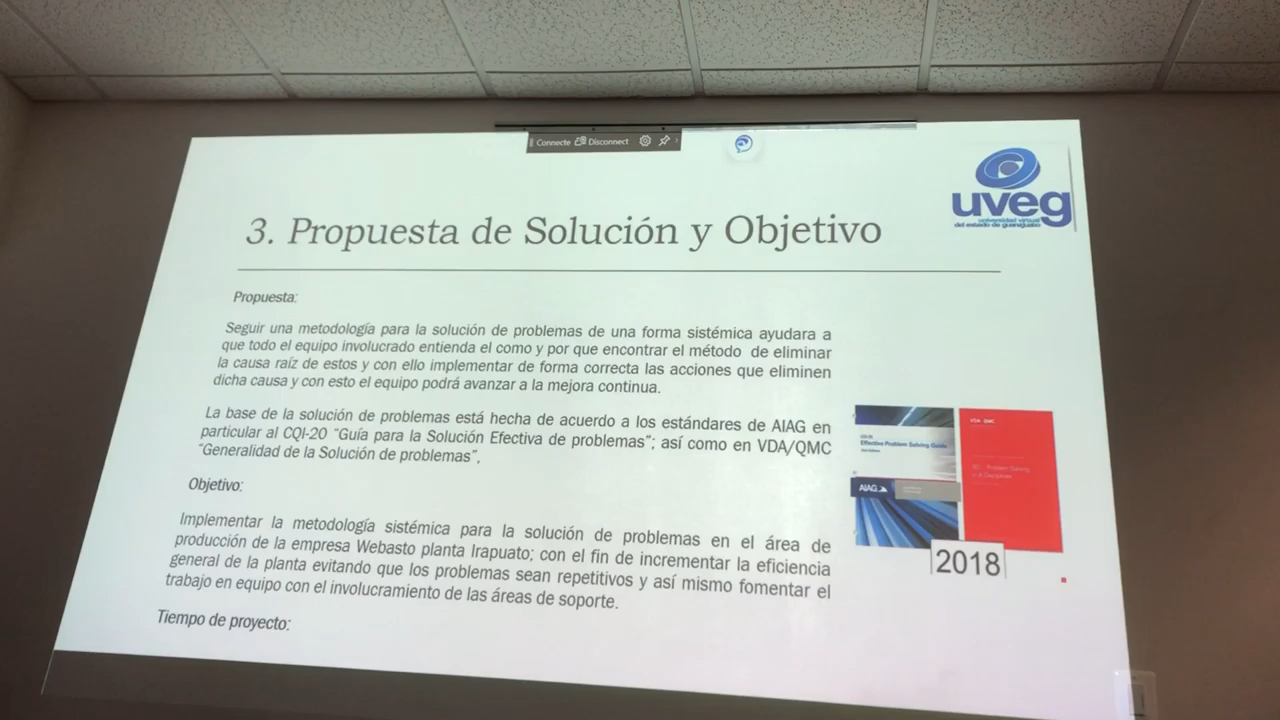 Connecte Disconnect
uveg
universidad virtual
del estado de guanajuato
3. Propuesta de Solución y Objetivo
Propuesta:
Seguir una metodología para la solución de problemas de una forma sistémica ayudara a
que todo el equipo involucrado entienda el como y por que encontrar el método de eliminar
la causa raíz de estos y con ello implementar de forma correcta las acciones que eliminen
dicha causa y con esto el equipo podrá avanzar a la mejora continua.
La base de la solución de problemas está hecha de acuerdo a los estándares de AIAG en
particular al CQI-20 “Guía para la Solución Efectiva de problemas”; así como en VDA/QMC
“Generalidad de la Solución de problemas”,
Objetivo:
Implementar la metodología sistémica para la solución de problemas en el área de
producción de la empresa Webasto planta Irapuato; con el fin de incrementar la eficiencia
general de la planta evitando que los problemas sean repetitivos y así mismo fomentar el
trabajo en equipo con el involucramiento de las áreas de soporte.
Tiempo de proyecto:
Effective Problem Solving Guide
AIAG
VDA QMC
Problem Solving
2018